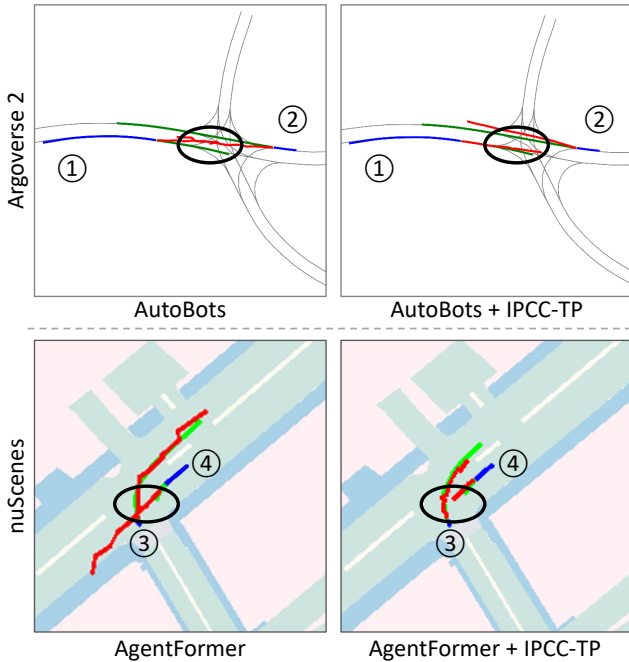 Argoverse 2
①
②
①
②
AutoBots
AutoBots + IPCC-TP
nuScenes
④
③
④
③
AgentFormer
AgentFormer + IPCC-TP